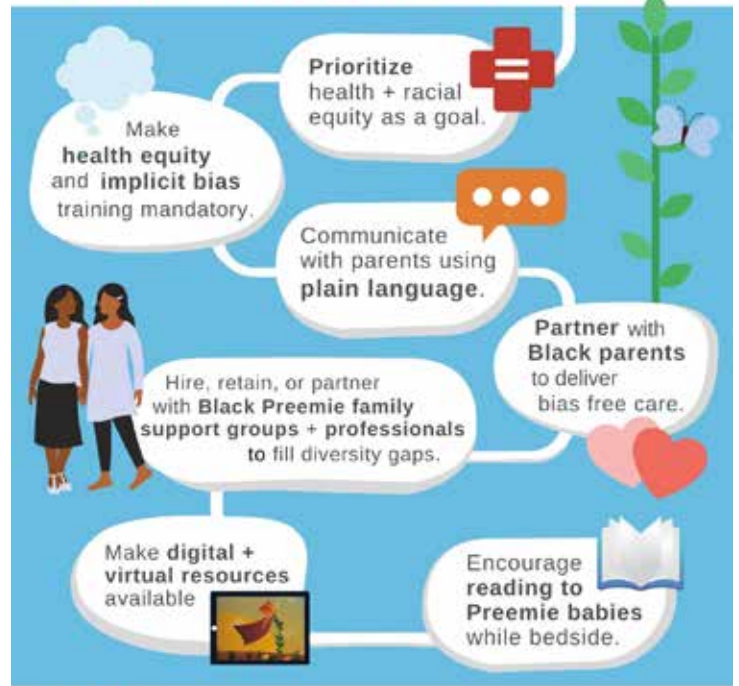 Prioritize
health + racial
equity as a goal.
Make
health equity
and implicit bias
training mandatory.
Communicate
with parents using
plain language.
Partner with
Black parents
to deliver
bias free care.
Hire, retain, or partner
with Black Preemie family
support groups + professionals
to fill diversity gaps.
Make digital +
virtual resources
available
Encourage
reading to
Preemie babies
while bedside.